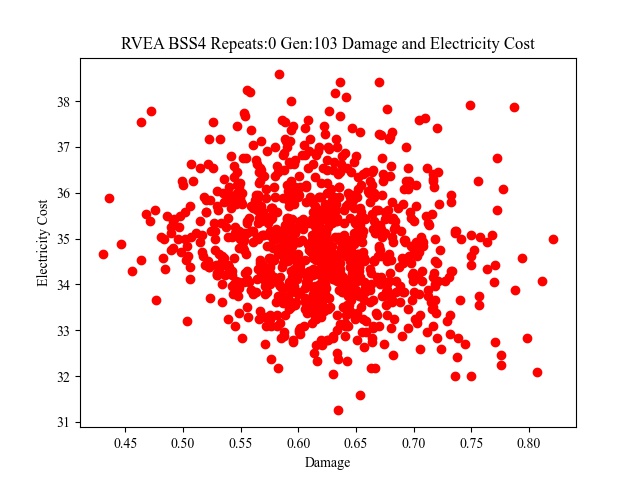 RVEA BSS4 Repeats:0 Gen:103 Damage and Electricity Cost
Electricity Cost
38
37
36
35
34
33
32
31
0.45 0.50 0.55 0.60 0.65 0.70 0.75 0.80
Damage